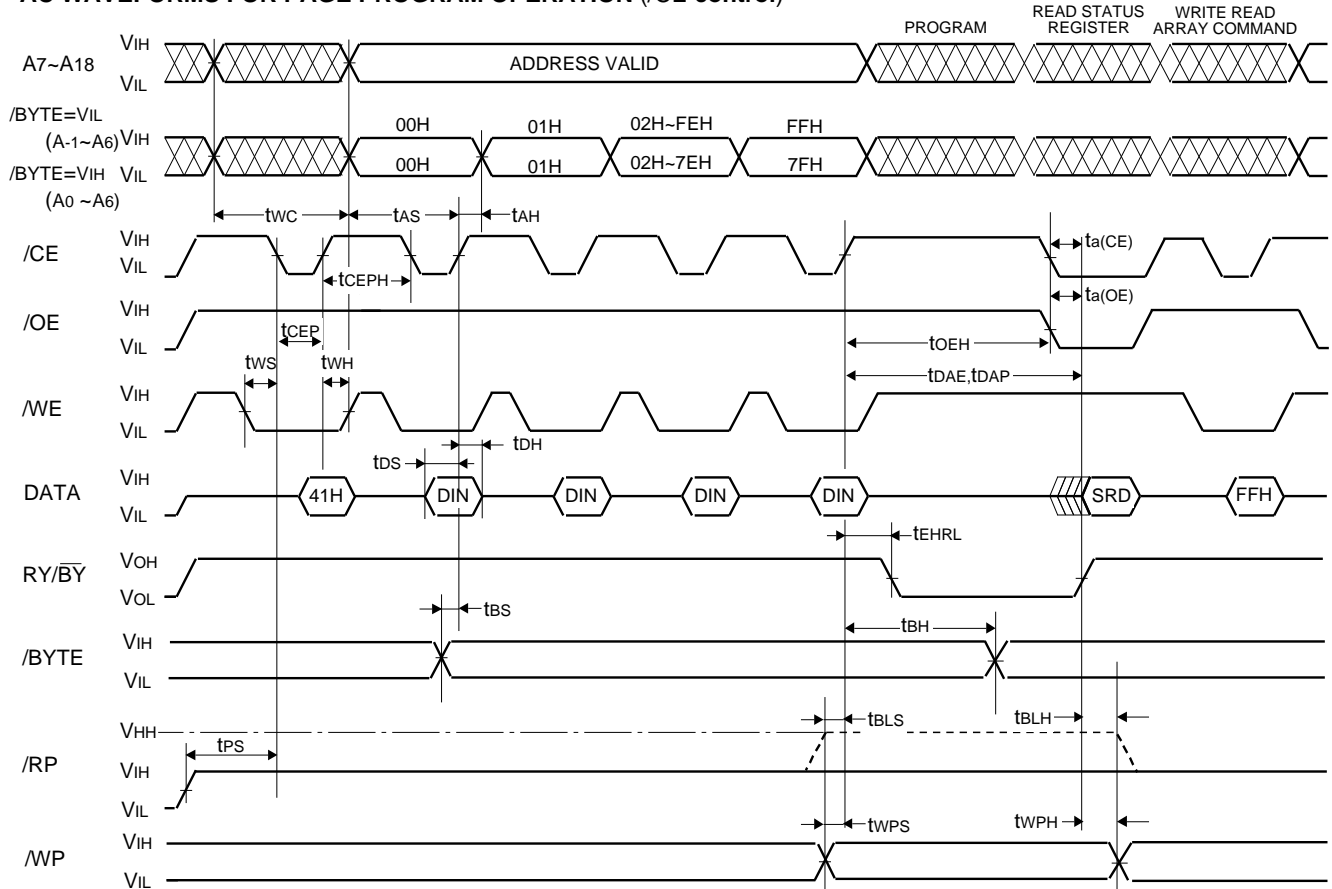 AC WAVEFORMS FOR PAGE PROGRAM OPERATION (/CE control)
PROGRAM
READ STATUS REGISTER
WRITE READ ARRAY COMMAND
A7~A18
VIH
VIL
ADDRESS VALID
/BYTE=VIL
(A-1~A6)
VIH
00H
01H
02H~FEH
FFH
/BYTE=VIH
(A0 ~A6)
VIL
00H
01H
02H~7EH
7FH
tWC
tAS
tAH
/CE
VIH
VIL
tCEPH
ta(CE)
/OE
VIH
VIL
tCEP
ta(OE)
tOEH
tWS
tWH
tDAE,tDAP
/WE
VIH
VIL
tDS
tDH
DATA
VIH
VIL
41H
DIN
DIN
DIN
DIN
SRD
FFH
tEHRL
RY/BY
VOH
VOL
tBS
tBH
/BYTE
VIH
VIL
VHH
tPS
tBLS
tBLH
/RP
VIH
VIL
tWPS
tWPH
/WP
VIH
VIL